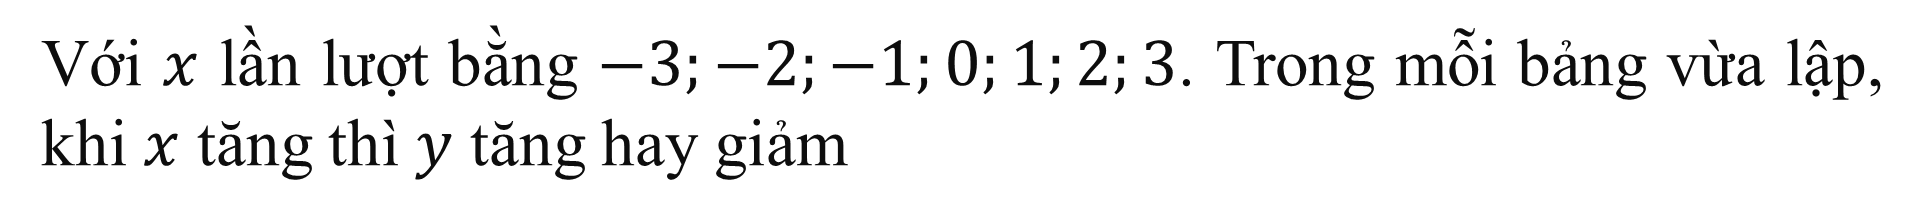 Với x lần lượt bằng −3; −2; −1; 0; 1; 2; 3. Trong mỗi bảng vừa lập,
khi x tăng thì y tăng hay giảm